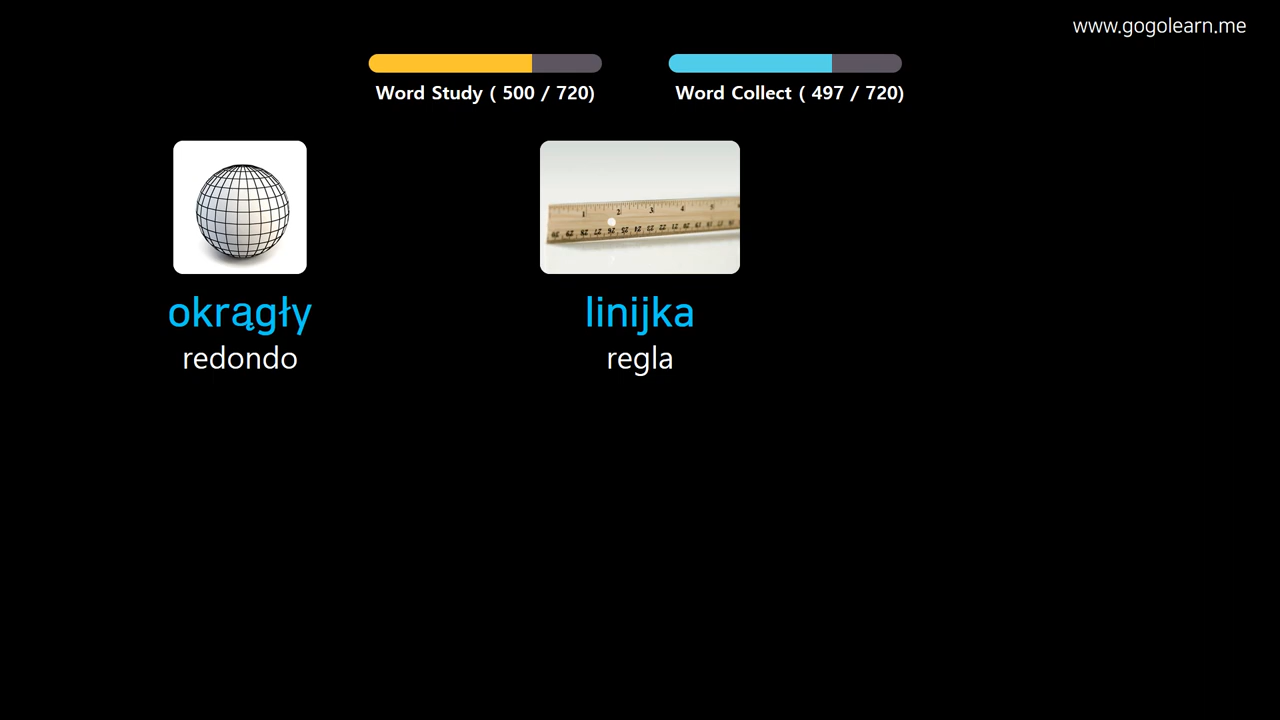 www.gogolearn.me
Word Study ( 500 / 720)
Word Collect ( 497 / 720)
okrągły
linijka
redondo
regla